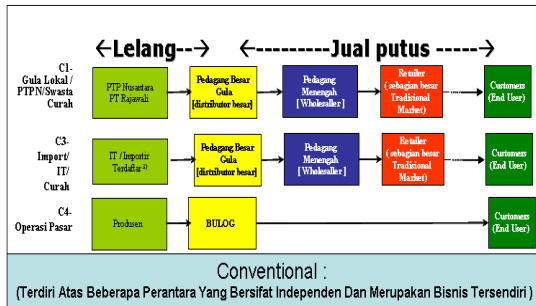 <--Lelang--> <---------Jual putus ----->
C1-
Gula Lokal /
PTPN/Swasta
Curah
PTP Nusantara
PT Rajawali
Pedagang Besar
Gula
[distributor besar]
Pedagang
Menengah
[ Wholesaller ]
Retailer
( sebagian besar
Tradisional
Market)
Customers
(End User)
C3-
Import/
IT/
Curah
IT / Importir
Terdaftar
Pedagang Besar
Gula
[distributor besar]
Pedagang
Menengah
[ Wholesaller ]
Retailer
( sebagian besar
Tradisional
Market)
Customers
(End User)
C4-
Operasi Pasar
Produsen
BULOG
Customers
(End User)
Conventional :
(Terdiri Atas Beberapa Perantara Yang Bersifat Independen Dan Merupakan Bisnis Tersendiri )